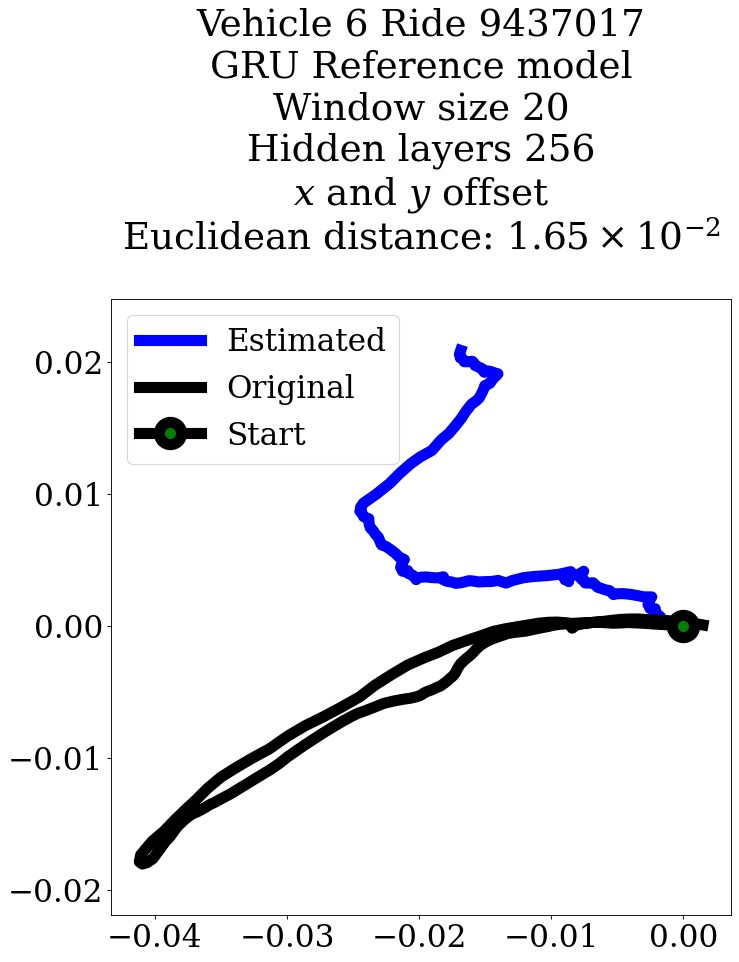 Vehicle 6 Ride 9437017
GRU Reference model
Window size 20
Hidden layers 256
x and y offset
Euclidean distance: 1.65 × 10⁻²
Estimated
Original
Start
0.02
0.01
0.00
−0.01
−0.02
−0.04 −0.03 −0.02 −0.01 0.00